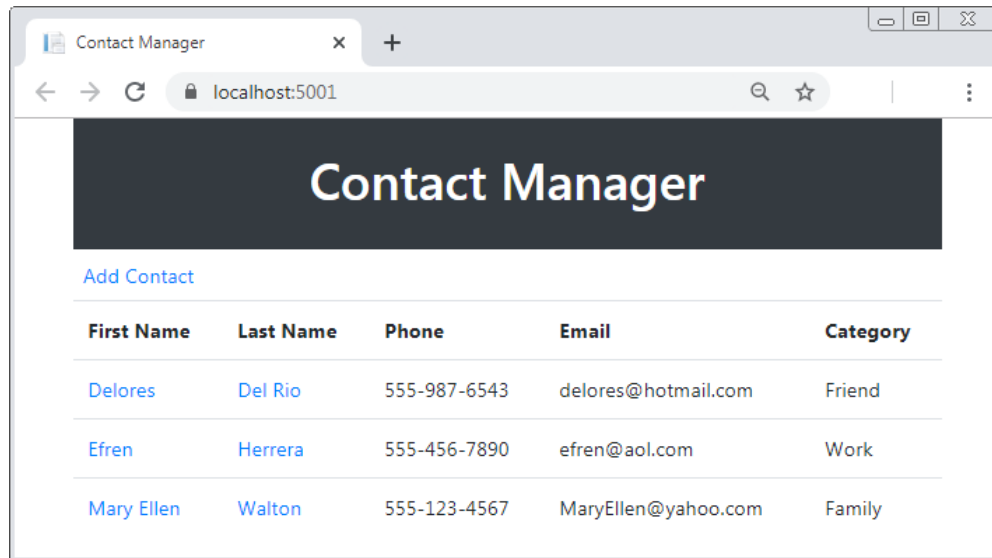 Contact Manager
localhost:5001
Contact Manager
Add Contact
First Name Last Name Phone Email Category
Delores Del Rio 555-987-6543 delores@hotmail.com Friend
Efren Herrera 555-456-7890 efren@aol.com Work
Mary Ellen Walton 555-123-4567 MaryEllen@yahoo.com Family